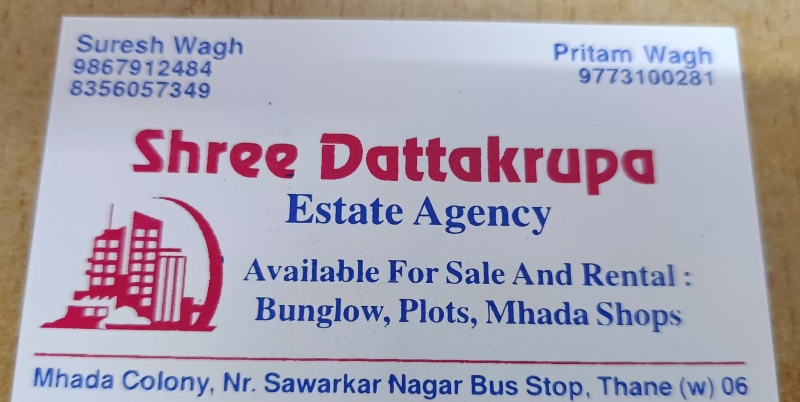 Suresh Wagh
9867912484
8356057349
Pritam Wagh
9773100281
Shree Dattakrupa
Estate Agency
Available For Sale And Rental :
Bunglow, Plots, Mhada Shops
Mhada Colony, Nr. Sawarkar Nagar Bus Stop, Thane (w) 06